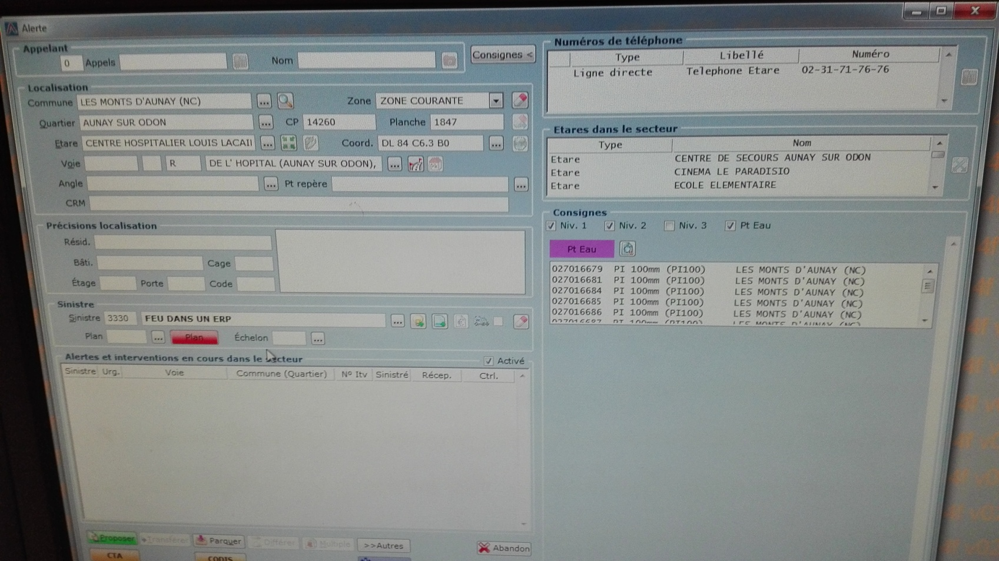 Alerte
Appelant
0 Appels Nom Consignes <
Localisation
Commune LES MONTS D'AUNAY (NC) ... Zone ZONE COURANTE
Quartier AUNAY SUR ODON ... CP 14260 Planche 1847
Etare CENTRE HOSPITALIER LOUIS LACAII ... Coord. DL 84 C6.3 B0 ...
Voie R DE L' HOPITAL (AUNAY SUR ODON), ...
Angle ... Pt repère ...
CRM
Précisions localisation
Résid.
Bâti. Cage
Étage Porte Code
Sinistre
Sinistre 3330 FEU DANS UN ERP ...
Plan ... Plan Échelon ...
Alertes et interventions en cours dans le secteur Activé
Sinistre Urg. Voie Commune (Quartier) N° Itv Sinistré Récep. Ctrl.
Proposer Transférer Parquer Différer Multiple >>Autres Abandon
CTA CODIS
Numéros de téléphone
Type Libellé Numéro
Ligne directe Telephone Etare 02-31-71-76-76
Etares dans le secteur
Type Nom
Etare CENTRE DE SECOURS AUNAY SUR ODON
Etare CINEMA LE PARADISIO
Etare ECOLE ELEMENTAIRE
Consignes
Niv. 1 Niv. 2 Niv. 3 Pt Eau
Pt Eau
027016679 PI 100mm (PI100) LES MONTS D'AUNAY (NC)
027016681 PI 100mm (PI100) LES MONTS D'AUNAY (NC)
027016684 PI 100mm (PI100) LES MONTS D'AUNAY (NC)
027016685 PI 100mm (PI100) LES MONTS D'AUNAY (NC)
027016686 PI 100mm (PI100) LES MONTS D'AUNAY (NC)
027016687 PI 100mm (PI100) LES MONTS D'AUNAY (NC)